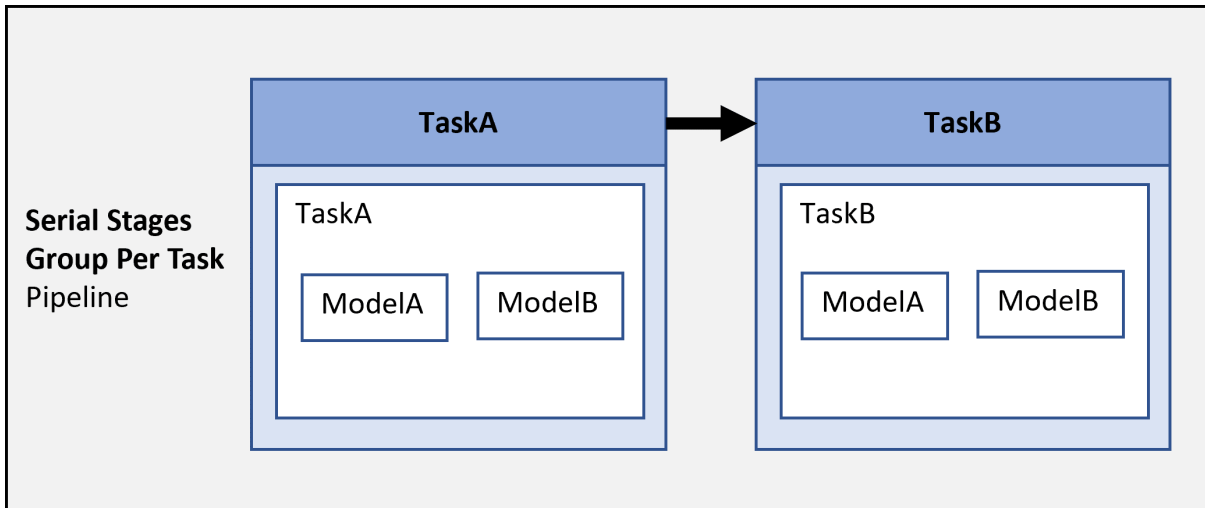 TaskA
TaskB
Serial Stages
Group Per Task
Pipeline
TaskA
ModelA
ModelB
TaskB
ModelA
ModelB